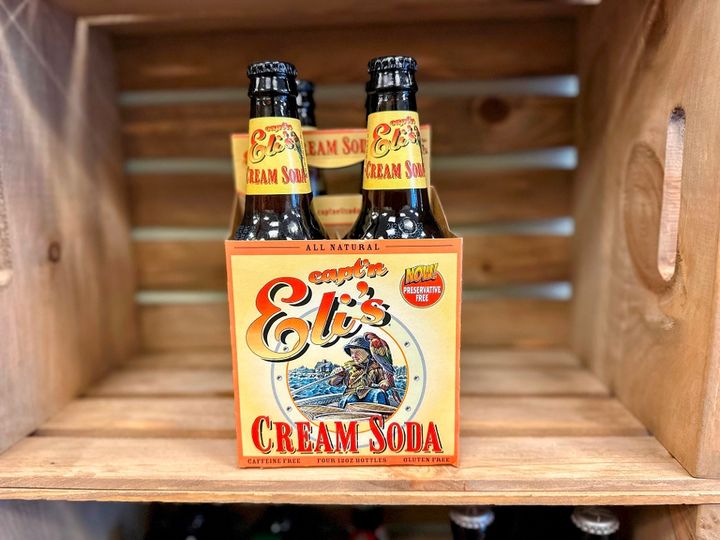 capt'n
Eli's
CREAM SODA
capt'n
Eli's
CREAM SODA
CREAM SOD
ALL NATURAL
capt'n
Eli's
NOW!
PRESERVATIVE
FREE
CREAM SODA
CAFFEINE FREE FOUR 12OZ BOTTLES GLUTEN FREE